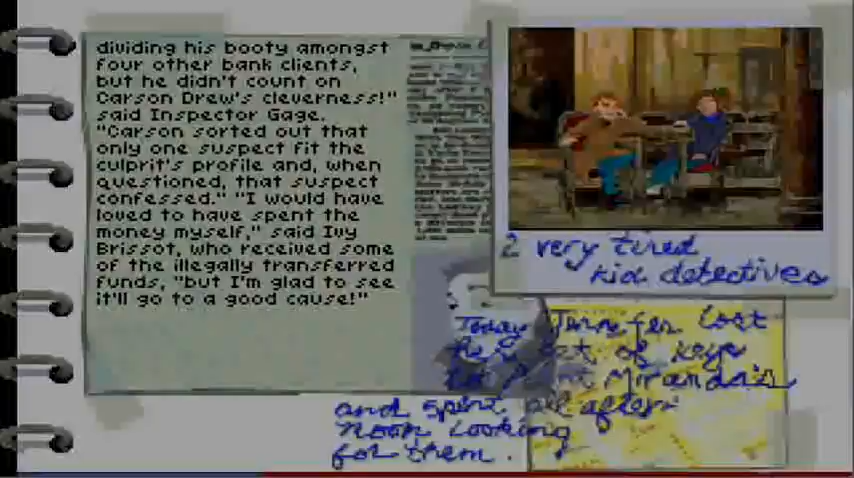 dividing his booty amongst
four other bank clients,
but he didn't count on
Carson Drew's cleverness!"
said Inspector Gage.
"Carson sorted out that
only one suspect fit the
culprit's profile and, when
questioned, that suspect
confessed." "I would have
loved to have spent the
money myself," said Ivy
Brissot, who received some
of the illegally transferred
funds, "but I'm glad to see
it'll go to a good cause!"
2 very tired
kid detectives
Today Jennifer lost
her set of keys
to Aunt Miranda's
and spent all after
noon looking
for them.